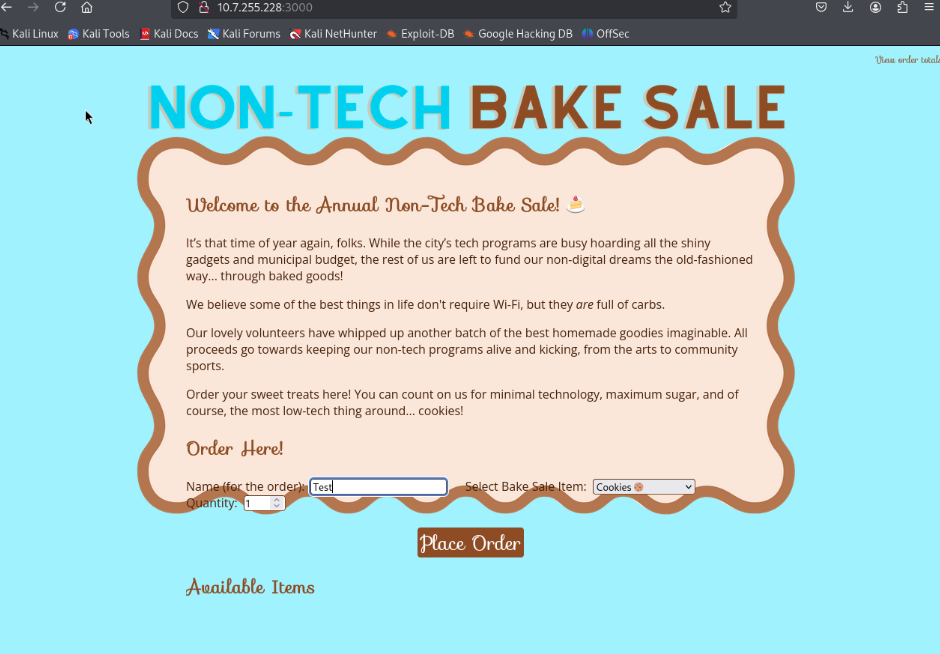 10.7.255.228:3000
Kali Linux Kali Tools Kali Docs Kali Forums Kali NetHunter Exploit-DB Google Hacking DB OffSec
View order totals
NON-TECH BAKE SALE
Welcome to the Annual Non-Tech Bake Sale! 🍰
It's that time of year again, folks. While the city's tech programs are busy hoarding all the shiny
gadgets and municipal budget, the rest of us are left to fund our non-digital dreams the old-fashioned
way... through baked goods!
We believe some of the best things in life don't require Wi-Fi, but they are full of carbs.
Our lovely volunteers have whipped up another batch of the best homemade goodies imaginable. All
proceeds go towards keeping our non-tech programs alive and kicking, from the arts to community
sports.
Order your sweet treats here! You can count on us for minimal technology, maximum sugar, and of
course, the most low-tech thing around... cookies!
Order Here!
Name (for the order): Test Select Bake Sale Item: Cookies 🍪
Quantity: 1
Place Order
Available Items